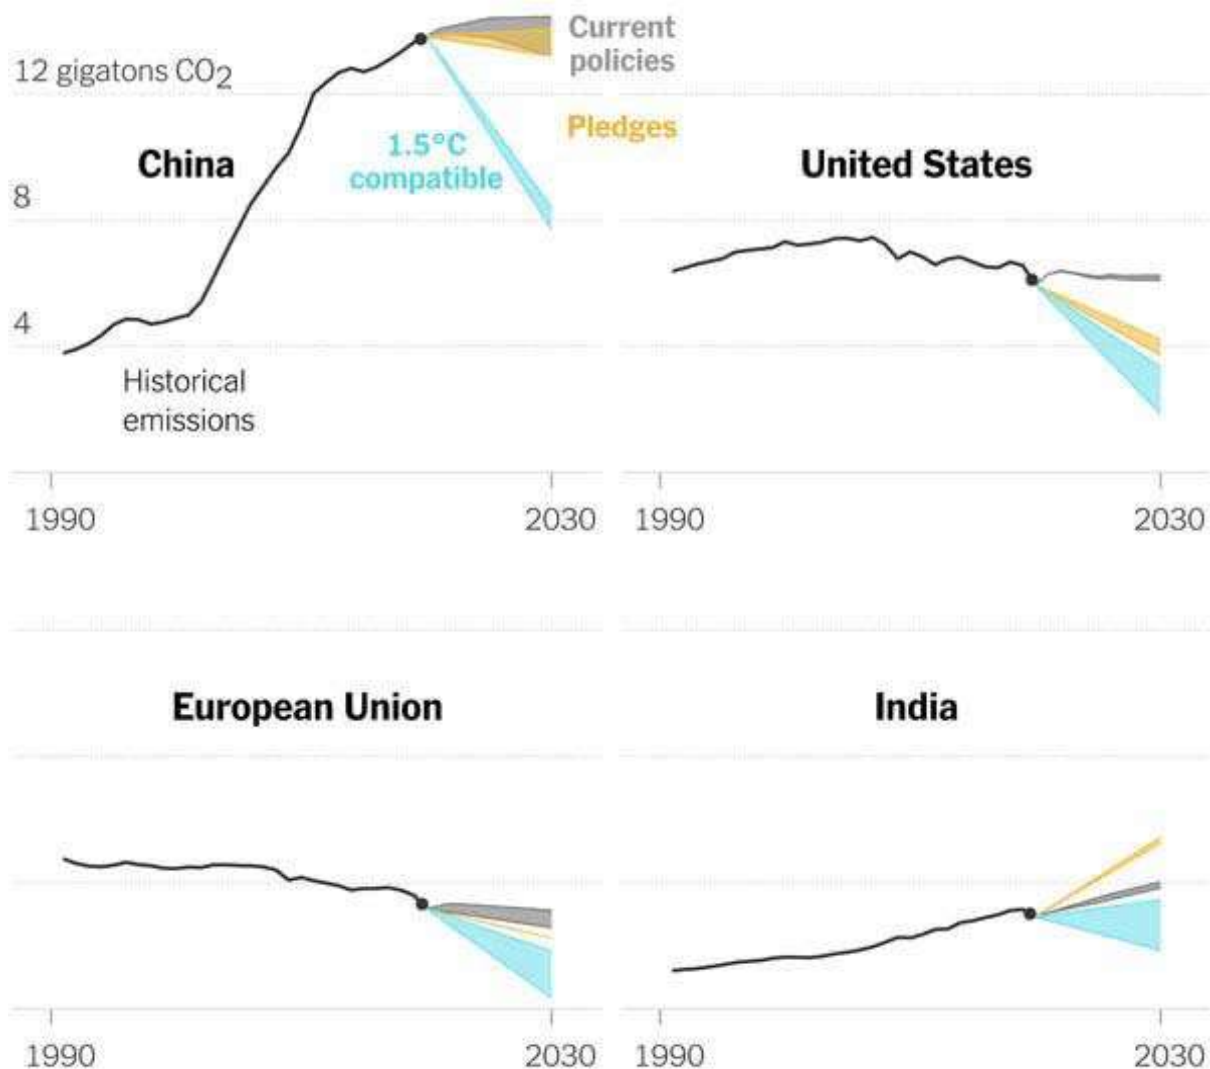 Current
policies
12 gigatons CO2
Pledges
1.5°C
compatible
China
United States
8
4
Historical
emissions
1990
2030
1990
2030
European Union
India
1990
2030
1990
2030